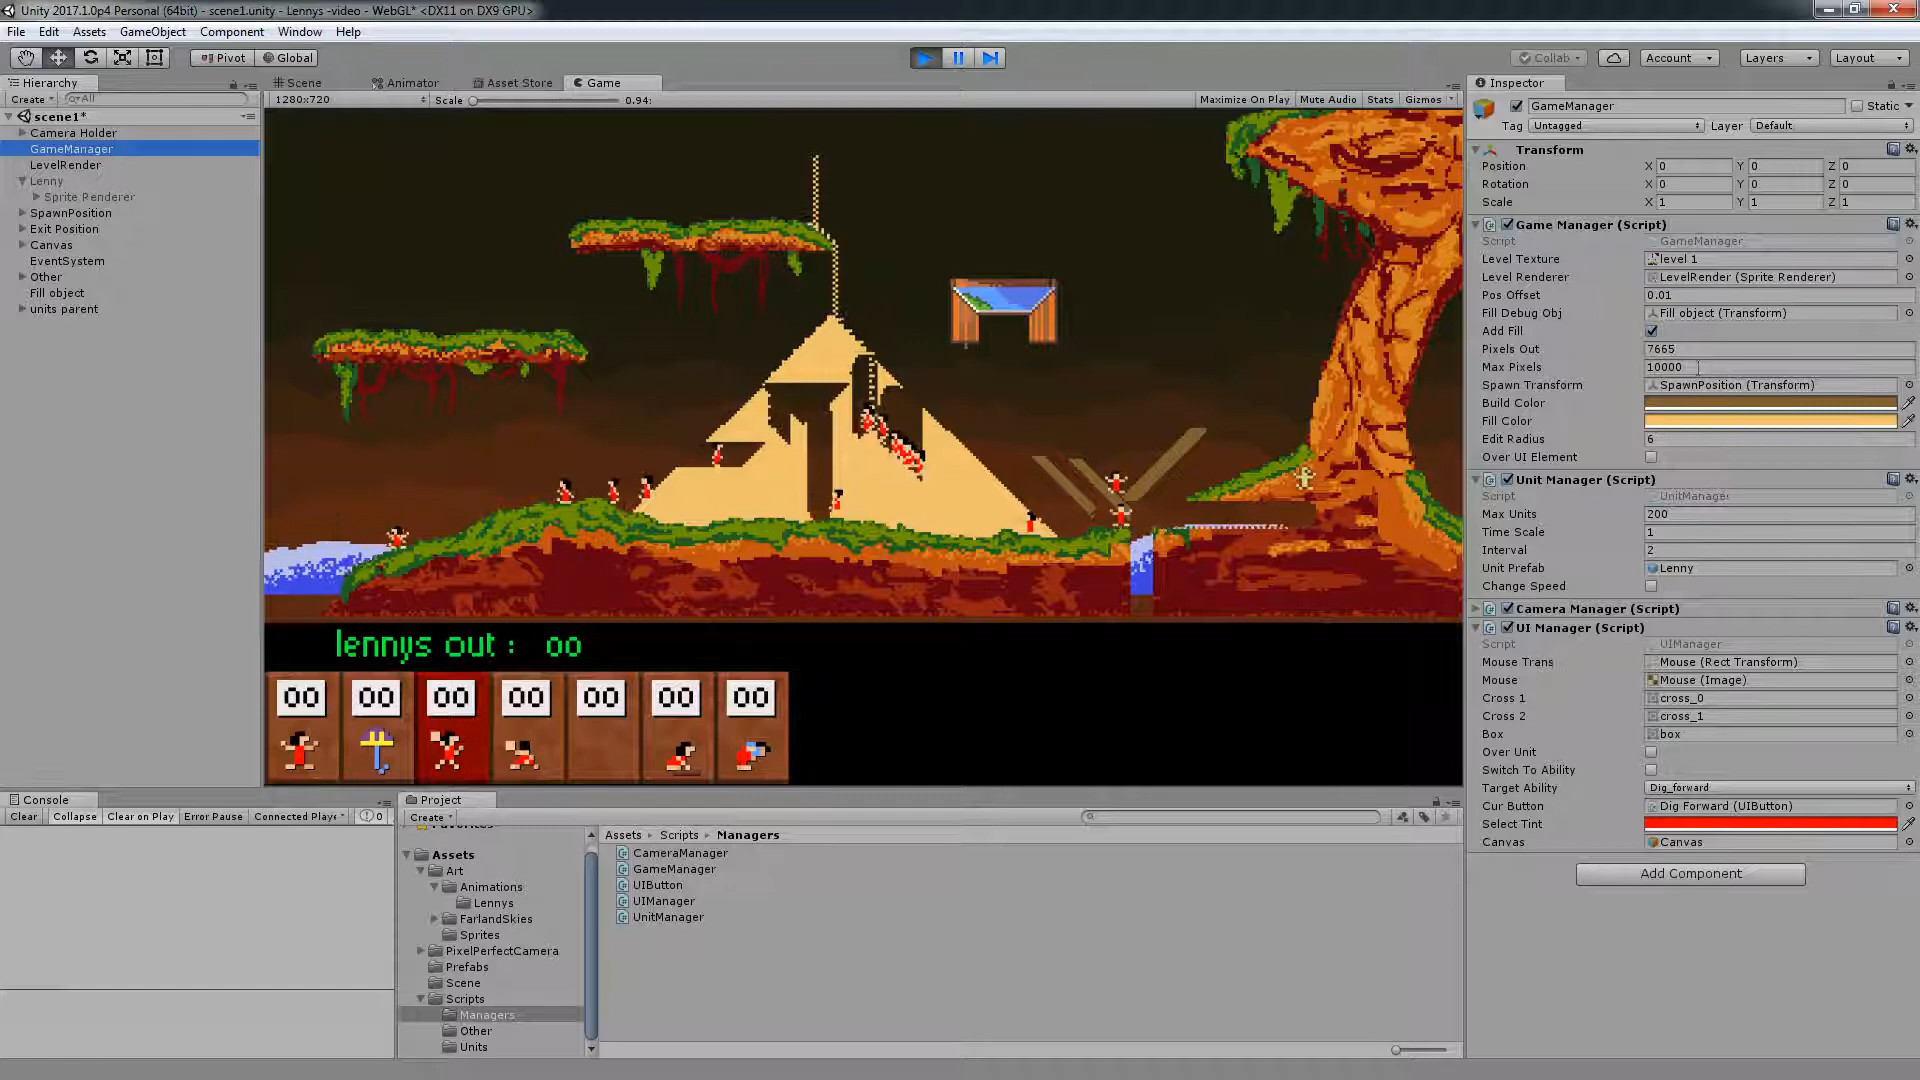 Unity 2017.1.0p4 Personal (64bit) - scene1.unity - Lennys -video - WebGL* <DX11 on DX9 GPU>
File Edit Assets GameObject Component Window Help
Pivot Global Collab Account Layers Layout
Hierarchy
Create All
scene1*
Camera Holder
GameManager
LevelRender
Lenny
Sprite Renderer
SpawnPosition
Exit Position
Canvas
EventSystem
Other
Fill object
units parent
Scene Animator Asset Store Game
1280x720 Scale 0.94: Maximize On Play Mute Audio Stats Gizmos
lennys out : 00
00 00 00 00 00 00 00
Inspector
GameManager Static
Tag Untagged Layer Default
Transform
Position X 0 Y 0 Z 0
Rotation X 0 Y 0 Z 0
Scale X 1 Y 1 Z 1
Game Manager (Script)
Script GameManager
Level Texture level 1
Level Renderer LevelRender (Sprite Renderer)
Pos Offset 0.01
Fill Debug Obj Fill object (Transform)
Add Fill
Pixels Out 7665
Max Pixels 10000
Spawn Transform SpawnPosition (Transform)
Build Color
Fill Color
Edit Radius 6
Over UI Element
Unit Manager (Script)
Script UnitManager
Max Units 200
Time Scale 1
Interval 2
Unit Prefab Lenny
Change Speed
Camera Manager (Script)
UI Manager (Script)
Script UIManager
Mouse Trans Mouse (Rect Transform)
Mouse Mouse (Image)
Cross 1 cross_0
Cross 2 cross_1
Box box
Over Unit
Switch To Ability
Target Ability Dig_forward
Cur Button Dig Forward (UIButton)
Select Tint
Canvas Canvas
Add Component
Console
Clear Collapse Clear on Play Error Pause Connected Playe 0
Project
Create
Favorites
Assets
Art
Animations
Lennys
FarlandSkies
Sprites
PixelPerfectCamera
Prefabs
Scene
Scripts
Managers
Other
Units
Assets Scripts Managers
CameraManager
GameManager
UIButton
UIManager
UnitManager